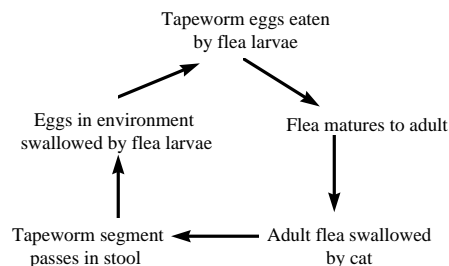 Tapeworm eggs eaten
by flea larvae
Eggs in environment
swallowed by flea larvae
Flea matures to adult
Tapeworm segment
passes in stool
Adult flea swallowed
by cat